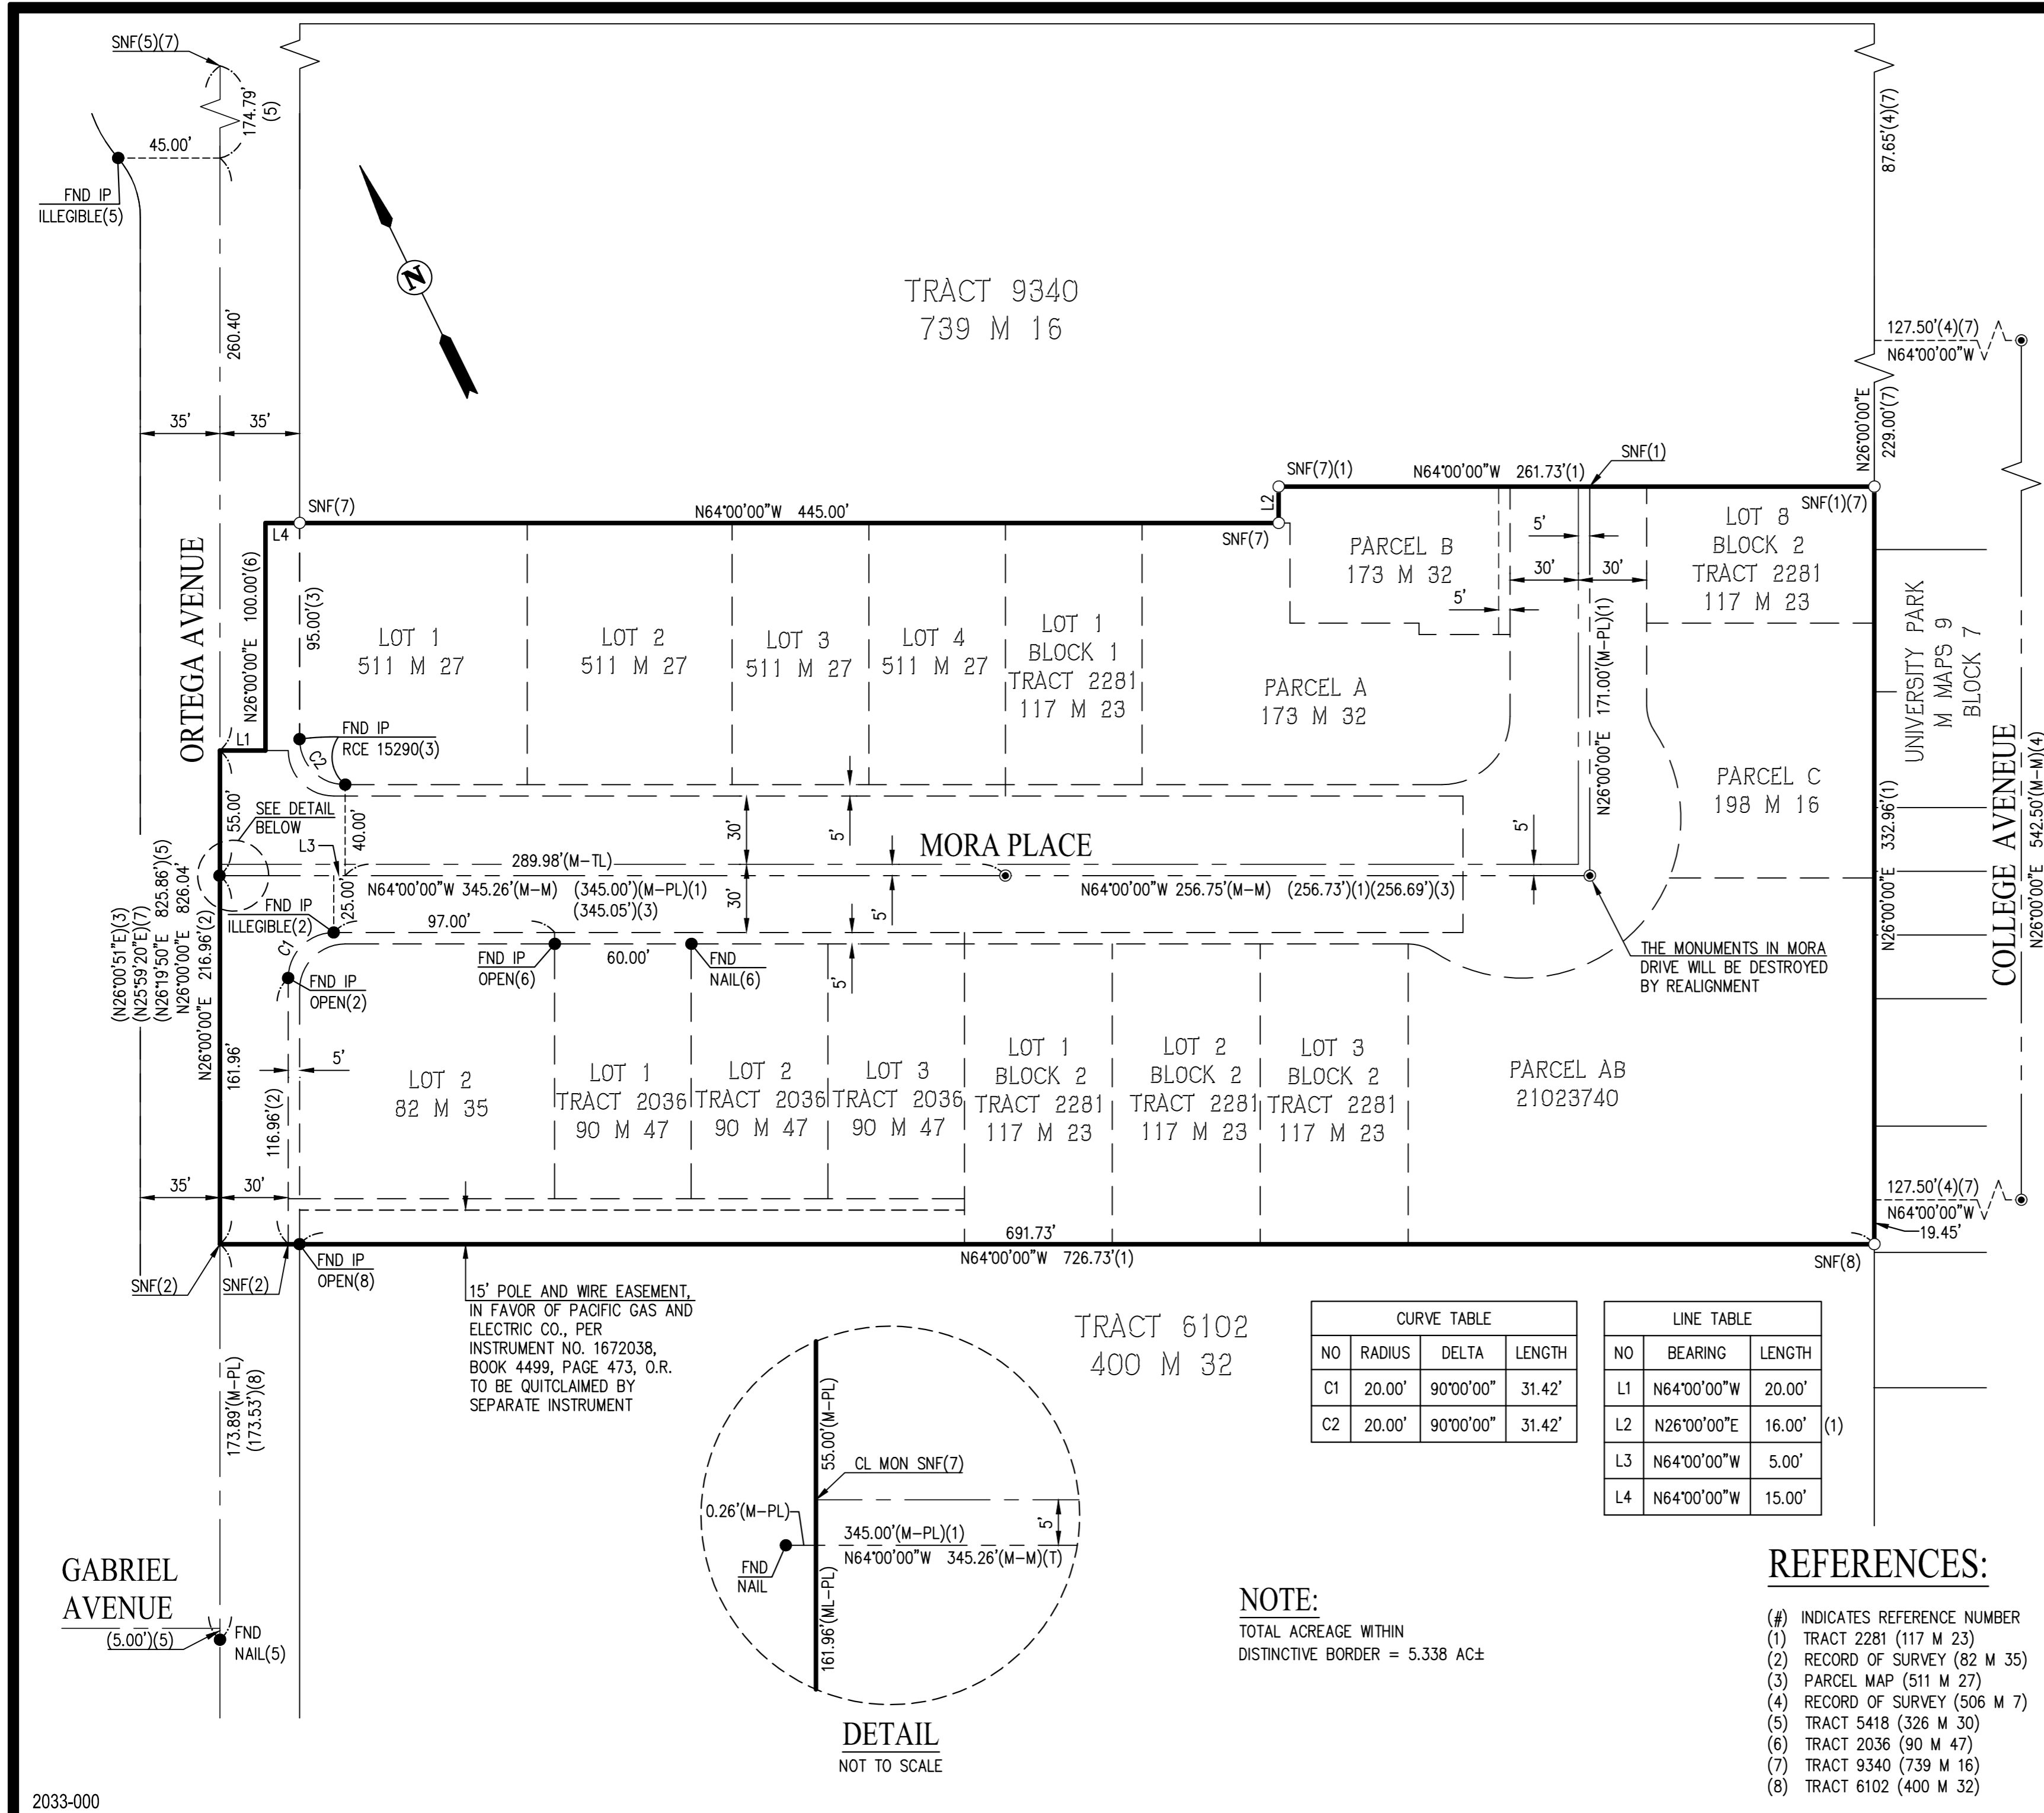 SNF(5)(7)
174.79'
(5)
45.00'
FND IP
ILLEGIBLE(5)
N
260.40'
35'
35'
TRACT 9340
739 M 16
87.65'(4)(7)
127.50'(4)(7)
N64°00'00"W
N26°00'00"E
229.00'(7)
SNF(7)
L4
N64°00'00"W 445.00'
SNF(7)(1)
L2
SNF(7)
N64°00'00"W 261.73'(1)
SNF(1)
SNF(1)(7)
ORTEGA AVENUE
N26°00'00"E 100.00'(6)
95.00'(3)
LOT 1
511 M 27
LOT 2
511 M 27
LOT 3
511 M 27
LOT 4
511 M 27
LOT 1
BLOCK 1
TRACT 2281
117 M 23
PARCEL B
173 M 32
5'
5'
30'
30'
LOT 8
BLOCK 2
TRACT 2281
117 M 23
PARCEL A
173 M 32
N26°00'00"E 171.00'(M-PL)(1)
PARCEL C
198 M 16
UNIVERSITY PARK
M MAPS 9
BLOCK 7
COLLEGE AVANEUE
N26°00'00"E 542.50'(M-M)(4)
N26°00'00"E 332.96'(1)
L1
C2
FND IP
RCE 15290(3)
55.00'
SEE DETAIL
BELOW
L3
40.00'
30'
5'
MORA PLACE
5'
289.98'(M-TL)
N64°00'00"W 345.26'(M-M) (345.00')(M-PL)(1)
(345.05')(3)
30'
5'
N64°00'00"W 256.75'(M-M) (256.73')(1)(256.69')(3)
FND IP
ILLEGIBLE(2)
25.00'
97.00'
C1
FND IP
OPEN(2)
FND IP
OPEN(6)
60.00'
FND
NAIL(6)
5'
THE MONUMENTS IN MORA
DRIVE WILL BE DESTROYED
BY REALIGNMENT
(N26°00'51"E)(3)
(N25°59'20"E)(7)
(N26°19'50"E 825.86')(5)
N26°00'00"E 826.04'
N26°00'00"E 216.96'(2)
161.96'
116.96'(2)
5'
LOT 2
82 M 35
LOT 1
TRACT 2036
90 M 47
LOT 2
TRACT 2036
90 M 47
LOT 3
TRACT 2036
90 M 47
LOT 1
BLOCK 2
TRACT 2281
117 M 23
LOT 2
BLOCK 2
TRACT 2281
117 M 23
LOT 3
BLOCK 2
TRACT 2281
117 M 23
PARCEL AB
21023740
35'
30'
127.50'(4)(7)
N64°00'00"W
19.45'
691.73'
N64°00'00"W 726.73'(1)
SNF(8)
SNF(2)
SNF(2)
FND IP
OPEN(8)
15' POLE AND WIRE EASEMENT,
IN FAVOR OF PACIFIC GAS AND
ELECTRIC CO., PER
INSTRUMENT NO. 1672038,
BOOK 4499, PAGE 473, O.R.
TO BE QUITCLAIMED BY
SEPARATE INSTRUMENT
TRACT 6102
400 M 32
173.89'(M-PL)
(173.53')(8)
GABRIEL
AVENUE
(5.00')(5)
FND
NAIL(5)
55.00'(M-PL)
CL MON SNF(7)
0.26'(M-PL)
345.00'(M-PL)(1)
N64°00'00"W 345.26'(M-M)(T)
5'
FND
NAIL
161.96'(ML-PL)
DETAIL
NOT TO SCALE
CURVE TABLE
NO RADIUS DELTA LENGTH
C1 20.00' 90°00'00" 31.42'
C2 20.00' 90°00'00" 31.42'
LINE TABLE
NO BEARING LENGTH
L1 N64°00'00"W 20.00'
L2 N26°00'00"E 16.00' (1)
L3 N64°00'00"W 5.00'
L4 N64°00'00"W 15.00'
NOTE:
TOTAL ACREAGE WITHIN
DISTINCTIVE BORDER = 5.338 AC±
REFERENCES:
(#) INDICATES REFERENCE NUMBER
(1) TRACT 2281 (117 M 23)
(2) RECORD OF SURVEY (82 M 35)
(3) PARCEL MAP (511 M 27)
(4) RECORD OF SURVEY (506 M 7)
(5) TRACT 5418 (326 M 30)
(6) TRACT 2036 (90 M 47)
(7) TRACT 9340 (739 M 16)
(8) TRACT 6102 (400 M 32)
2033-000